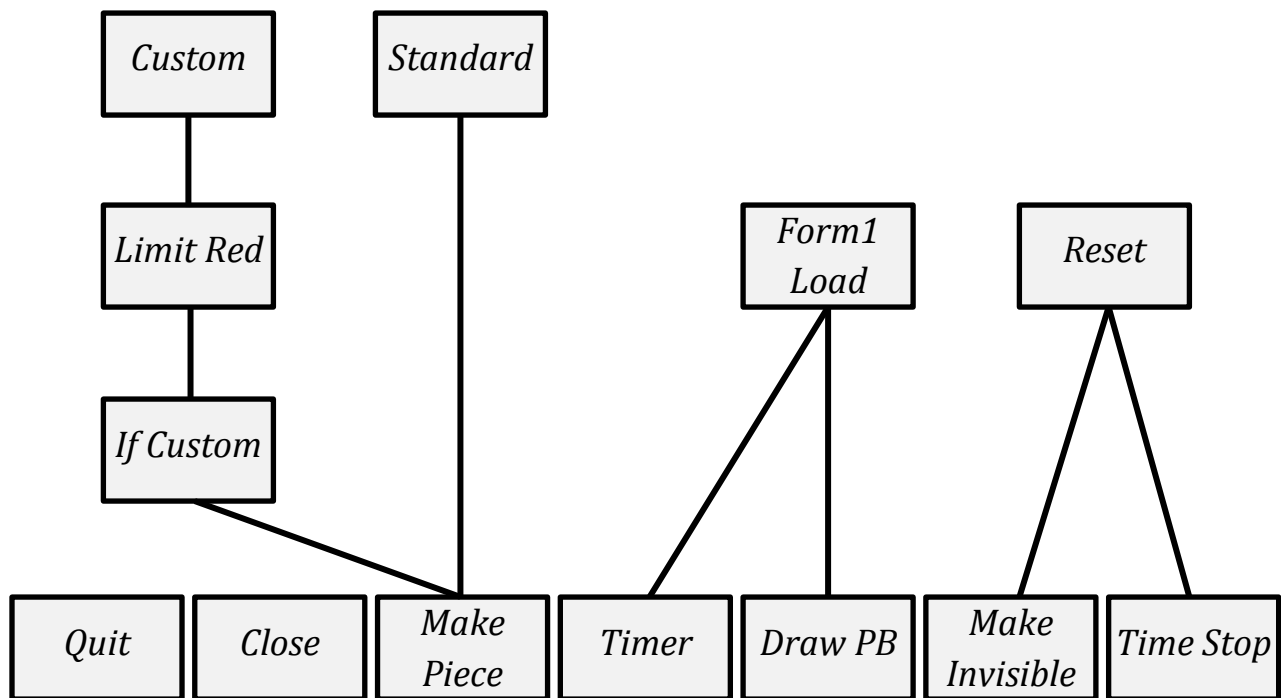 Custom
Standard
Limit Red
Form1
Load
Reset
If Custom
Quit
Close
Make
Piece
Timer
Draw PB
Make
Invisible
Time Stop